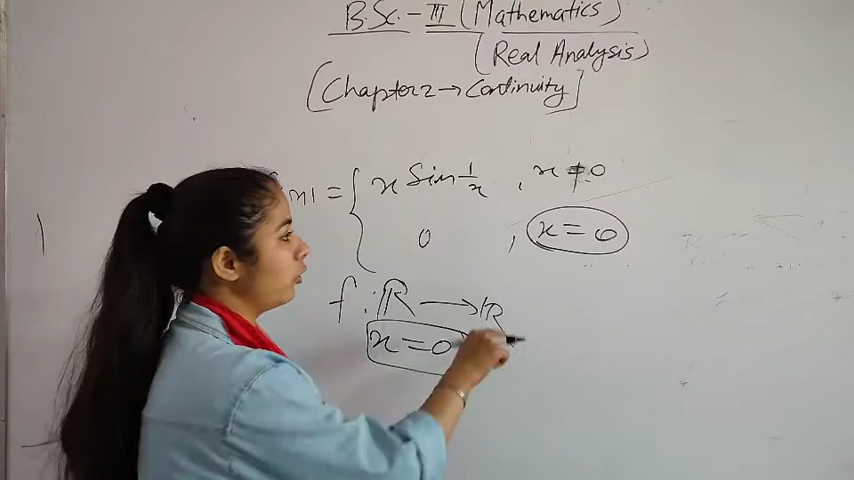 B.Sc. - III (Mathematics)
(Real Analysis)
[Chapter 2 → Continuity]
x) = { x Sin 1/x , x ≠ 0
0 , x = 0
f : R → R
x = 0